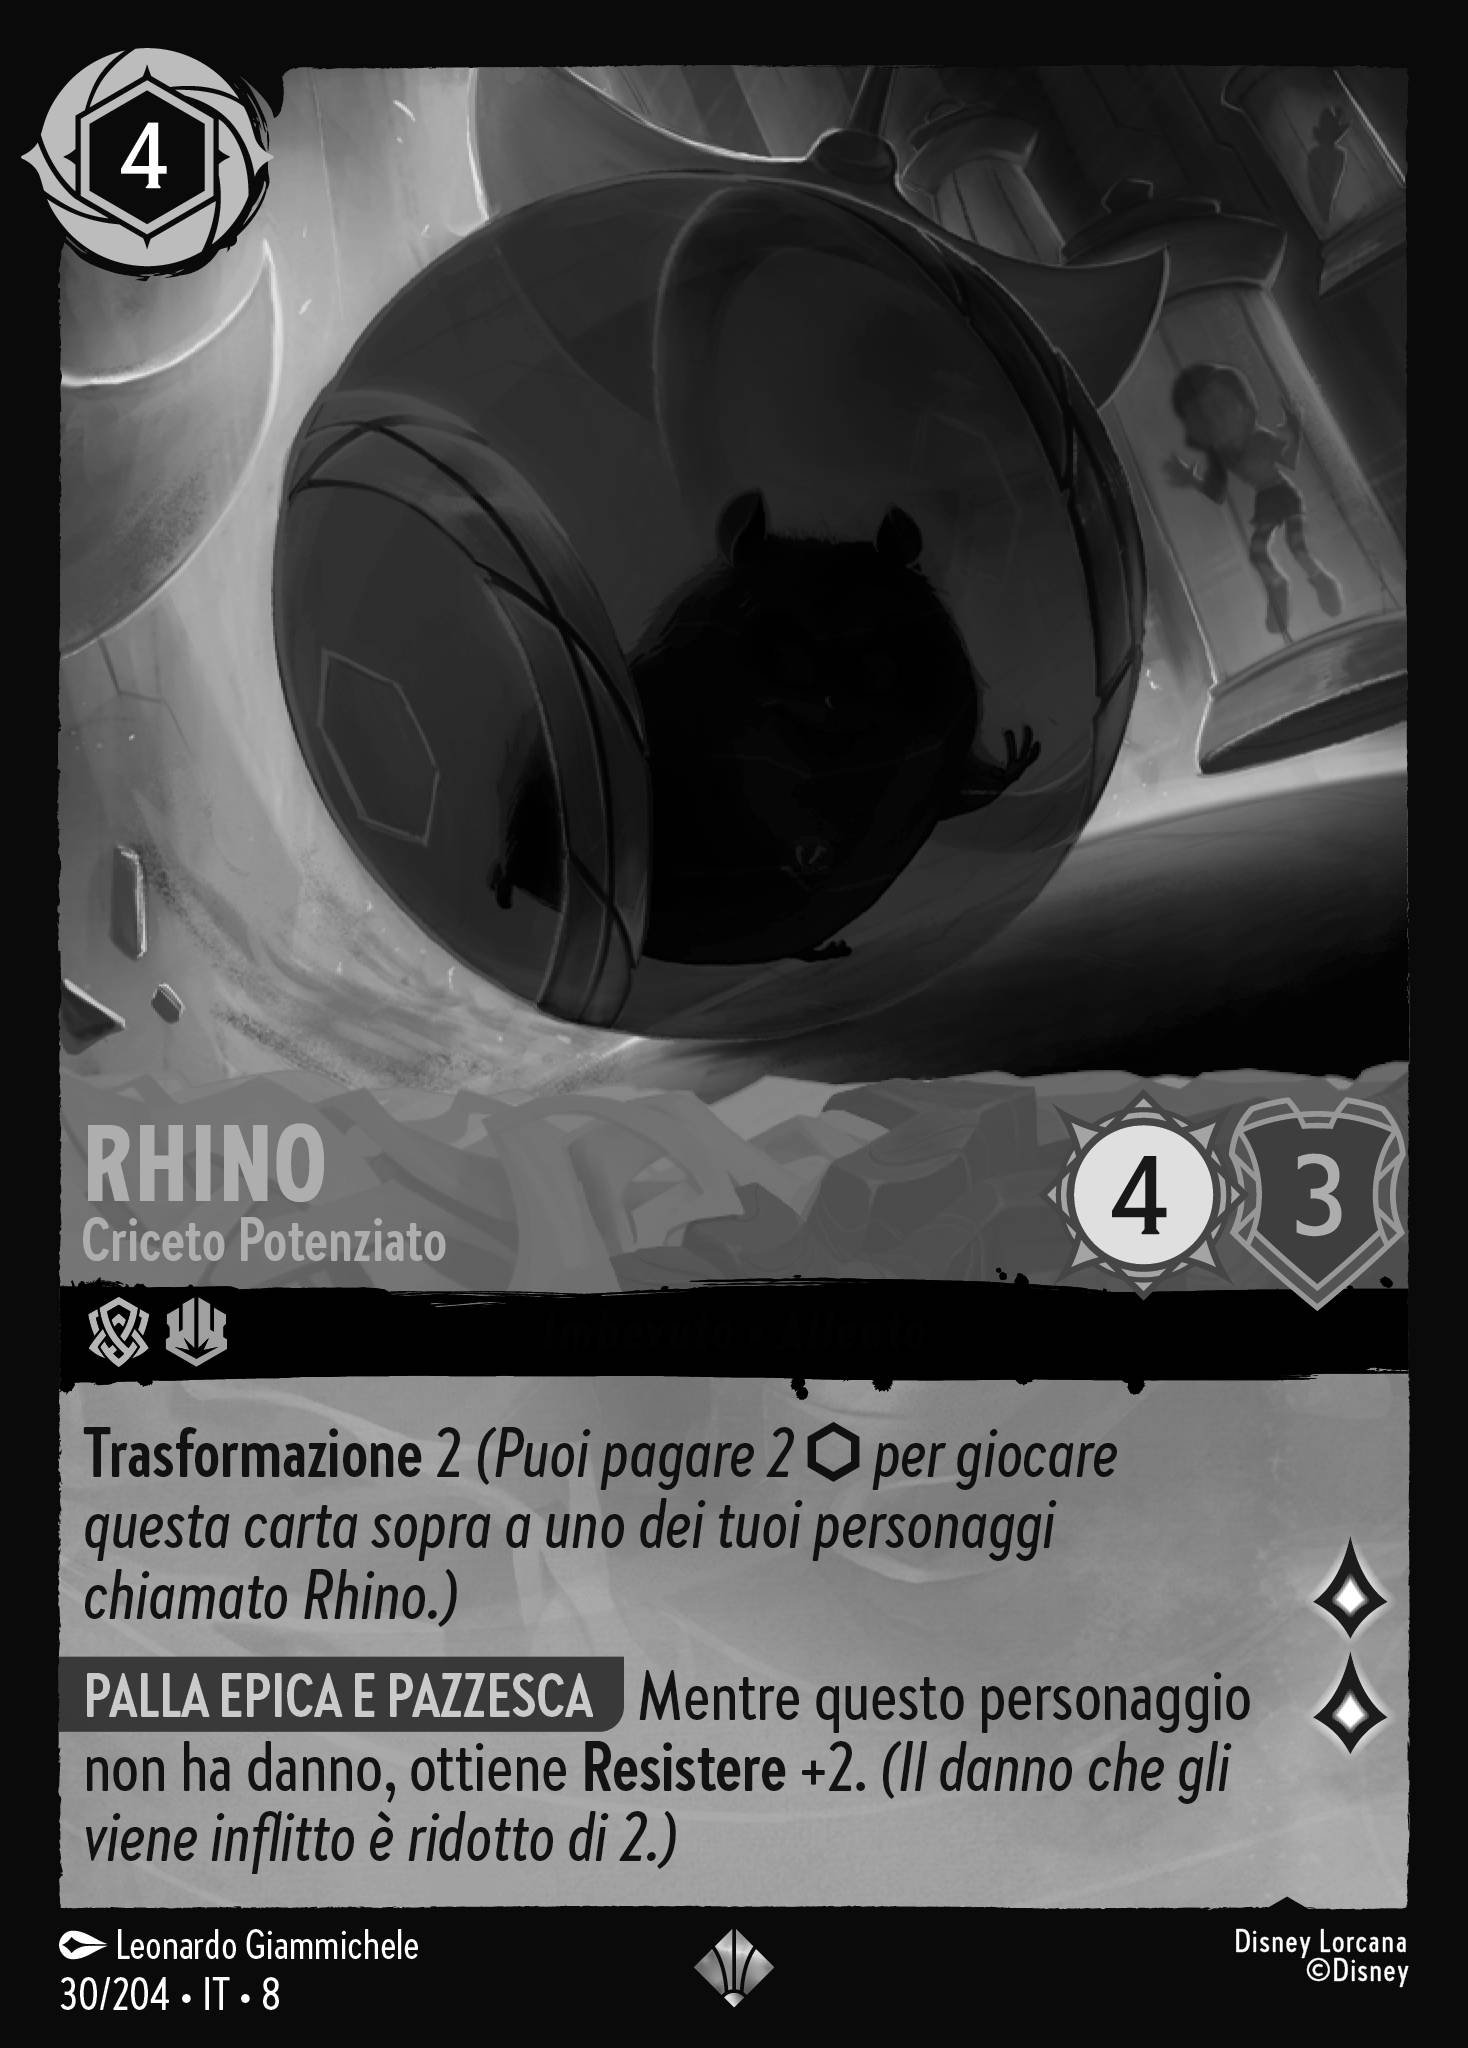 4
RHINO
Criceto Potenziato
4
3
Imbevuto • Alleato
Trasformazione 2 (Puoi pagare 2 per giocare
questa carta sopra a uno dei tuoi personaggi
chiamato Rhino.)
PALLA EPICA E PAZZESCA Mentre questo personaggio
non ha danno, ottiene Resistere +2. (Il danno che gli
viene inflitto è ridotto di 2.)
Leonardo Giammichele
Disney Lorcana
30/204 • IT • 8
©Disney